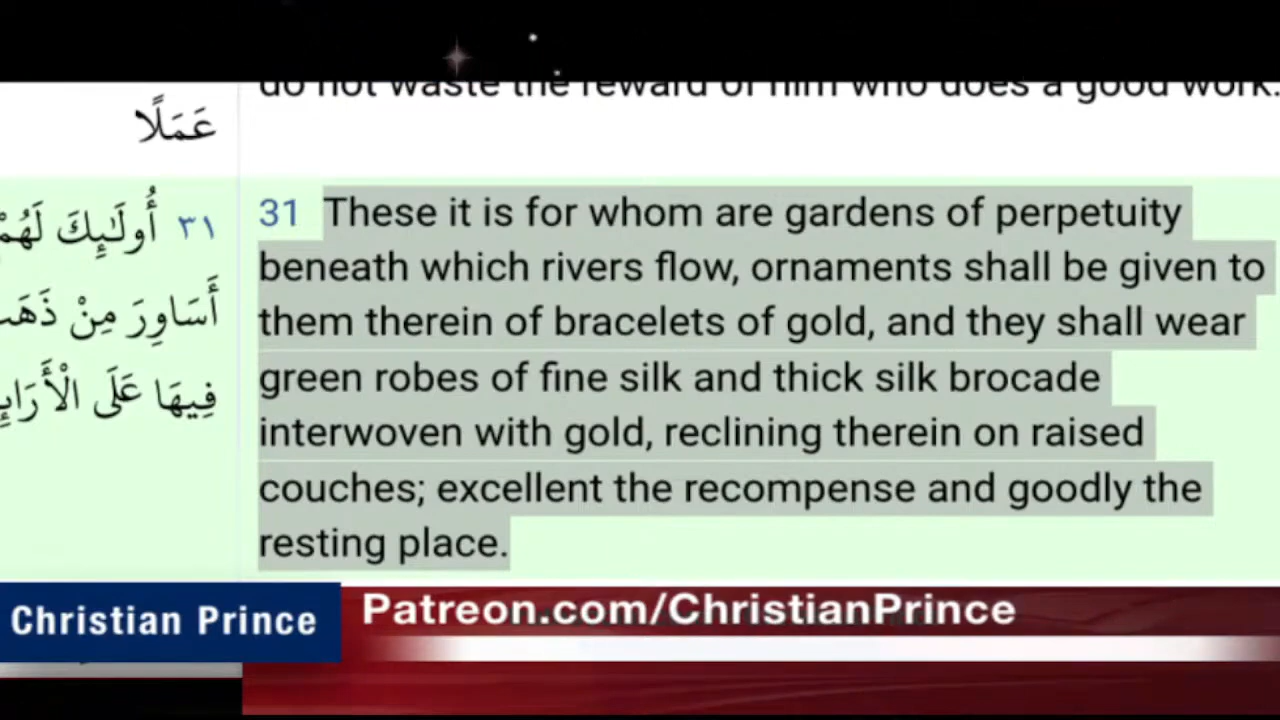 do not waste the reward of him who does a good work.
عَمَلًا
٣١ أُولَـٰئِكَ لَهُمْ
أَسَاوِرَ مِنْ
فِيهَا عَلَى
31 These it is for whom are gardens of perpetuity
beneath which rivers flow, ornaments shall be given to
them therein of bracelets of gold, and they shall wear
green robes of fine silk and thick silk brocade
interwoven with gold, reclining therein on raised
couches; excellent the recompense and goodly the
resting place.
Christian Prince
Patreon.com/ChristianPrince